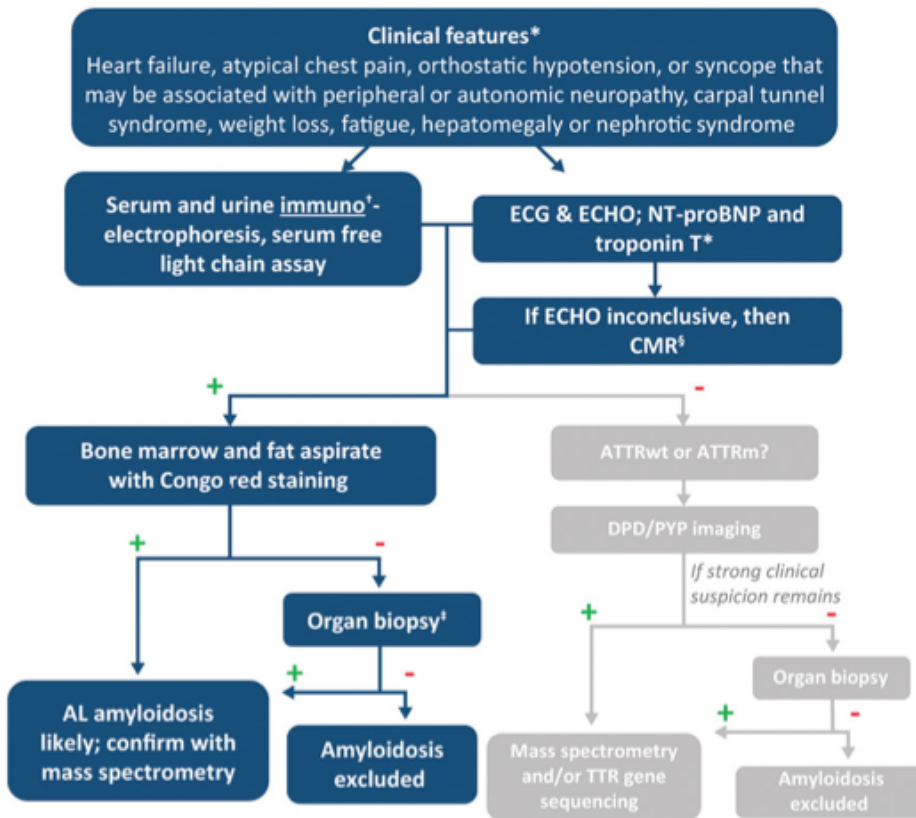 Clinical features*
Heart failure, atypical chest pain, orthostatic hypotension, or syncope that
may be associated with peripheral or autonomic neuropathy, carpal tunnel
syndrome, weight loss, fatigue, hepatomegaly or nephrotic syndrome
Serum and urine immuno†-
electrophoresis, serum free
light chain assay
ECG & ECHO; NT-proBNP and
troponin T*
If ECHO inconclusive, then
CMR§
+
-
Bone marrow and fat aspirate
with Congo red staining
ATTRwt or ATTRm?
DPD/PYP imaging
If strong clinical
suspicion remains
+
-
Organ biopsy‡
+
-
AL amyloidosis
likely; confirm with
mass spectrometry
Amyloidosis
excluded
+
-
Organ biopsy
+
-
Mass spectrometry
and/or TTR gene
sequencing
Amyloidosis
excluded